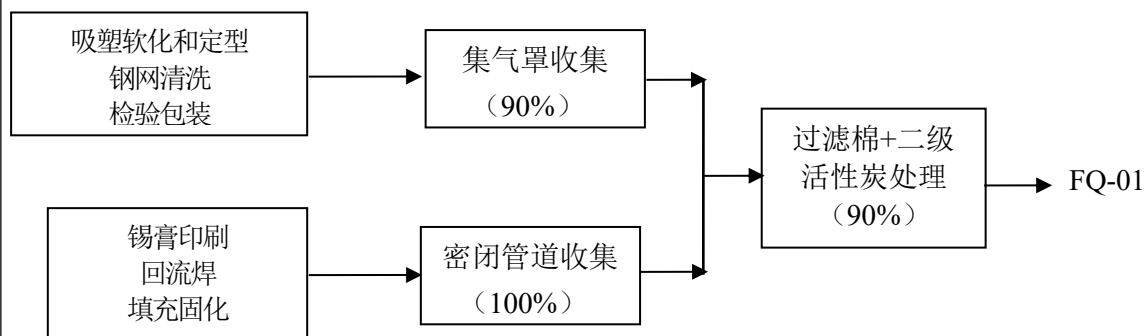 吸塑软化和定型
钢网清洗
检验包装
集气罩收集
（90%）
过滤棉+二级
活性炭处理
（90%）
FQ-01
锡膏印刷
回流焊
填充固化
密闭管道收集
（100%）